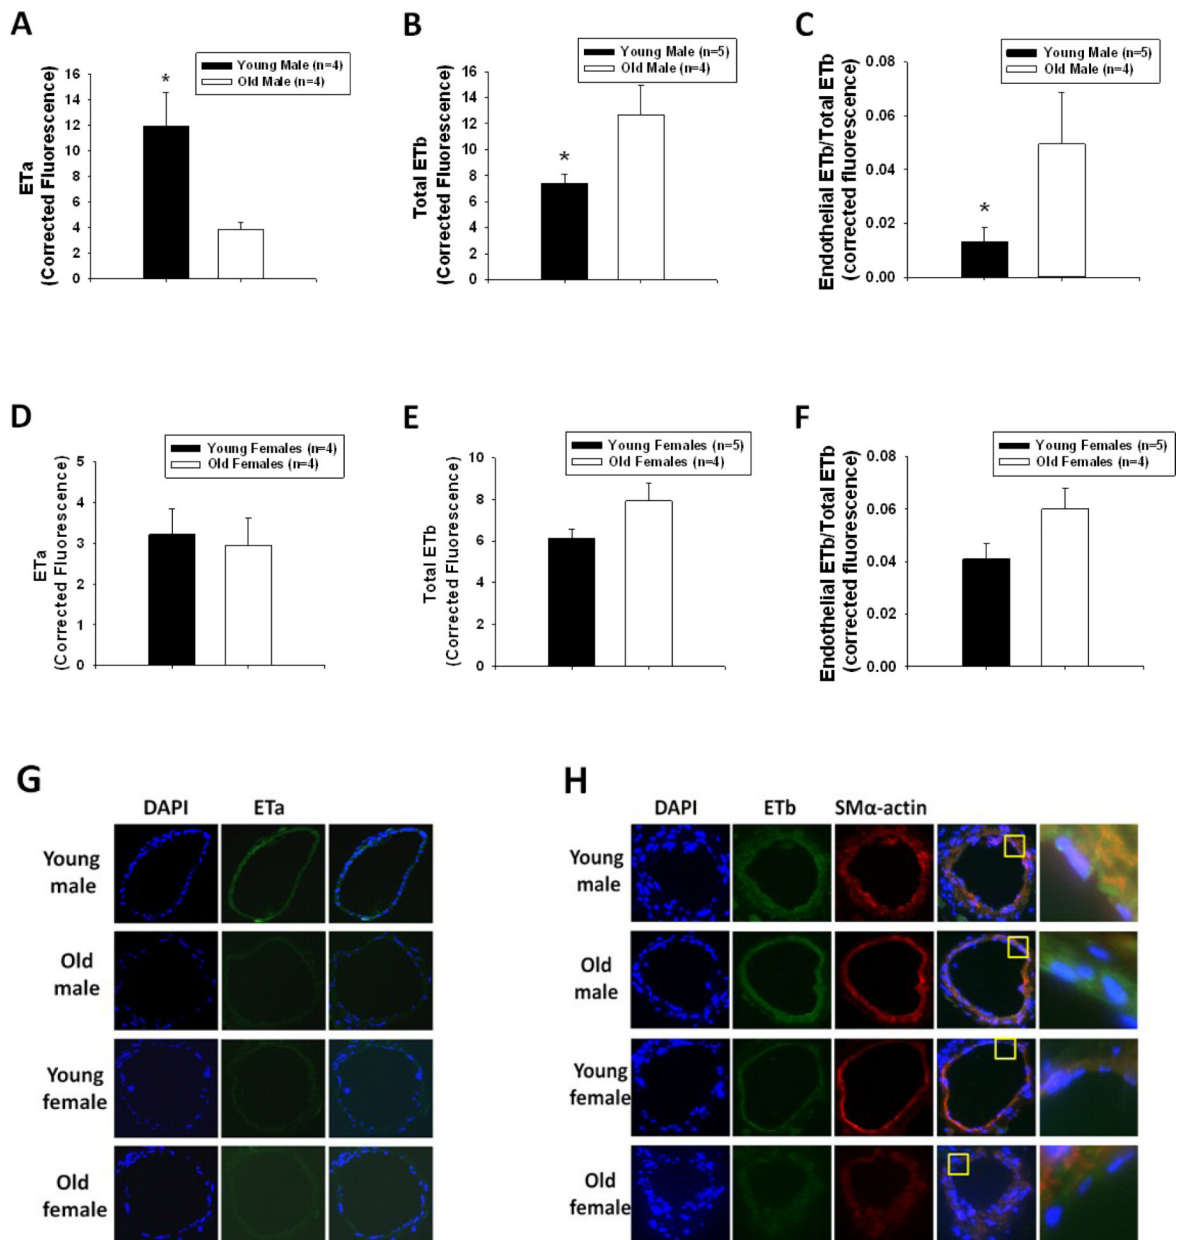 A
Young Male (n=4)
Old Male (n=4)
*
16
14
12
10
8
6
4
2
0
ETa
(Corrected Fluorescence)
B
Young Male (n=5)
Old Male (n=4)
16
14
12
10
8
6
4
2
0
*
Total ETb
(Corrected Fluorescence)
C
Young Male (n=5)
Old Male (n=4)
0.08
0.06
0.04
0.02
0.00
*
Endothelial ETb/Total ETb
(corrected fluorescence)
D
Young Females (n=4)
Old Females (n=4)
5
4
3
2
1
0
ETa
(Corrected Fluorescence)
E
Young Females (n=5)
Old Females (n=4)
10
8
6
4
2
0
Total ETb
(Corrected Fluorescence)
F
Young Females (n=5)
Old Females (n=4)
0.08
0.06
0.04
0.02
0.00
Endothelial ETb/Total ETb
(corrected fluorescence)
G
DAPI ETa
Young
male
Old
male
Young
female
Old
female
H
DAPI ETb SMα-actin
Young
male
Old
male
Young
female
Old
female